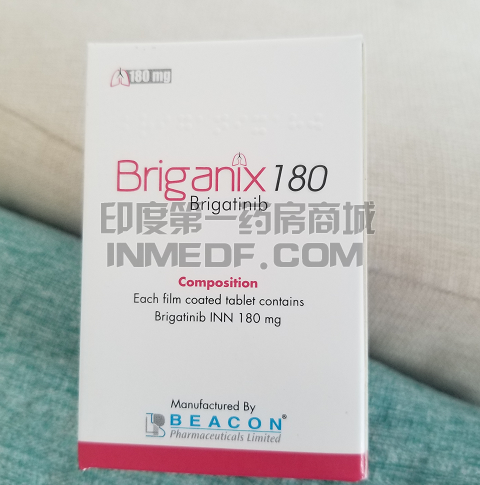 180 mg
Briganix 180
Brigatinib
印度第一药房商城
INMEDF.COM
Composition
Each film coated tablet contains
Brigatinib INN 180 mg
Manufactured By
BEACON®
Pharmaceuticals Limited